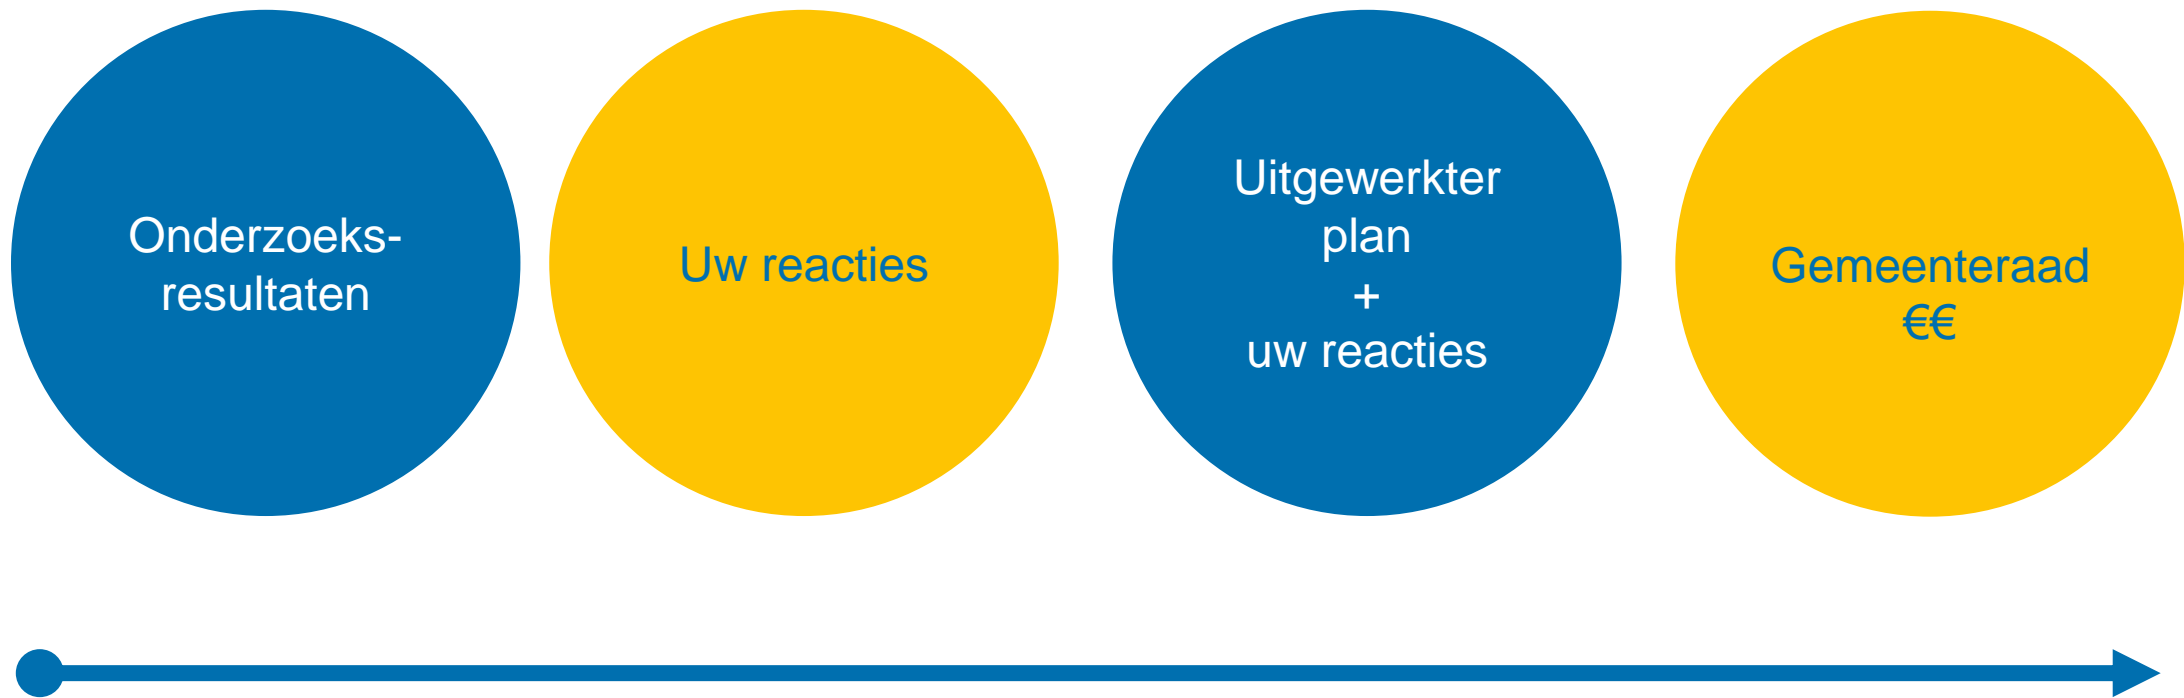 Onderzoeks-
resultaten
Uw reacties
Uitgewerkter
plan
+
uw reacties
Gemeenteraad
€€